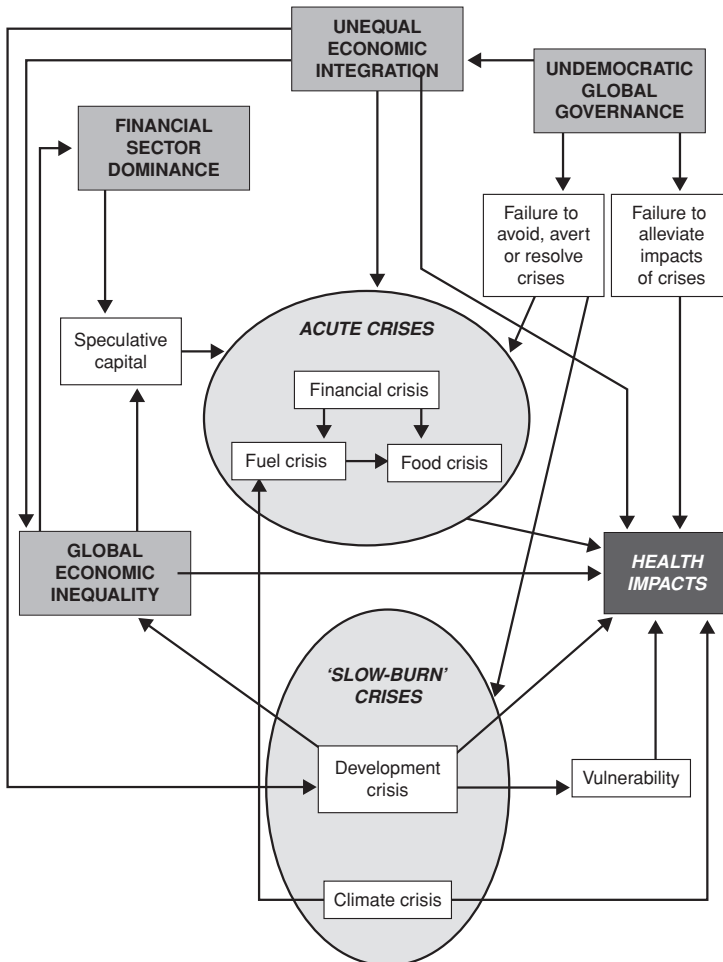 UNEQUAL
ECONOMIC
INTEGRATION
UNDEMOCRATIC
GLOBAL
GOVERNANCE
FINANCIAL
SECTOR
DOMINANCE
Failure to
avoid, avert
or resolve
crises
Failure to
alleviate
impacts
of crises
Speculative
capital
ACUTE CRISES
Financial crisis
Fuel crisis
Food crisis
GLOBAL
ECONOMIC
INEQUALITY
HEALTH
IMPACTS
‘SLOW-BURN’
CRISES
Development
crisis
Vulnerability
Climate crisis